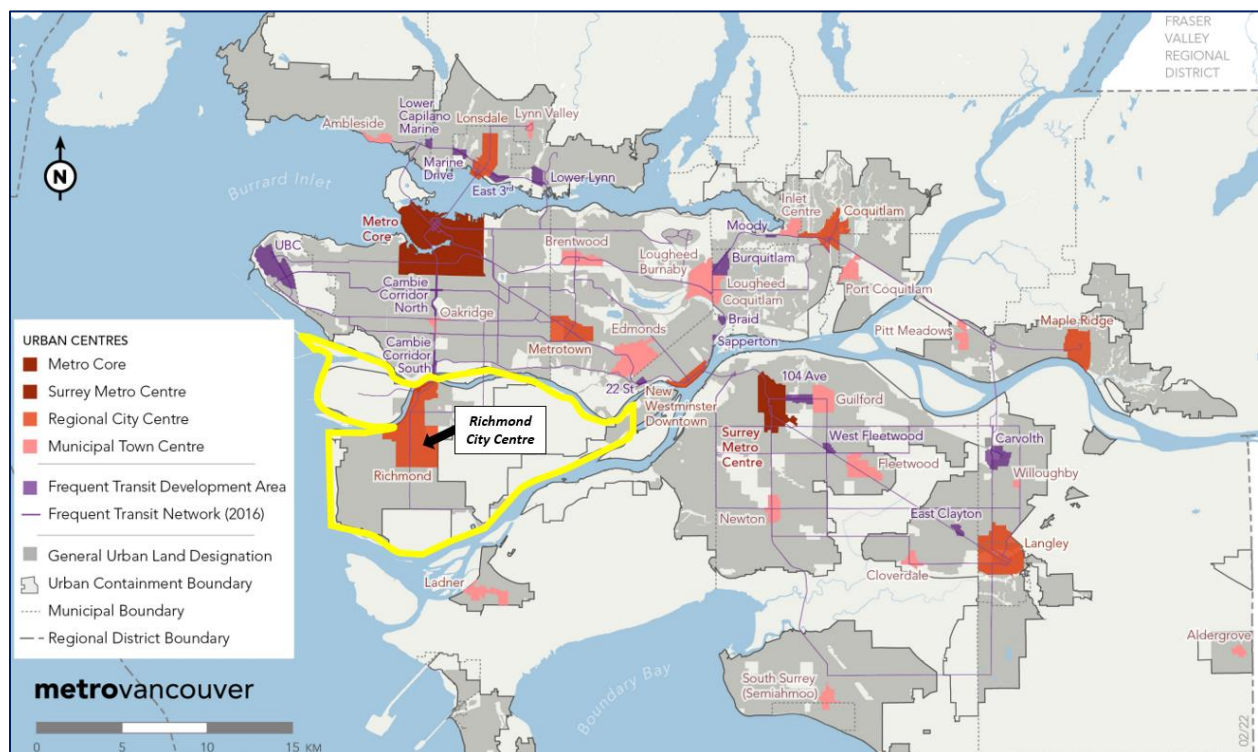 FRASER
VALLEY
REGIONAL
DISTRICT
Lower
Capilano
Marine
Lonsdale
Lynn Valley
Ambleside
Marine
Drive
East 3rd
Lower Lynn
N
Burrard Inlet
Metro
Core
UBC
Brentwood
Lougheed
Burnaby
Moody
Inlet
Centre
Coquitlam
Burquitlam
Lougheed
Coquitlam
Port Coquitlam
Cambie
Corridor
North
Oakridge
Metrotown
Edmonds
Braid
Sapperton
Pitt Meadows
Maple Ridge
Cambie
Corridor
South
22 St
New
Westminster
Downtown
104 Ave
Guilford
Richmond
City Centre
Richmond
Surrey
Metro
Centre
West Fleetwood
Fleetwood
Carvolth
Willoughby
Newton
East Clayton
Langley
Cloverdale
Ladner
Aldergrove
South Surrey
(Semiahmoo)
Boundary Bay
URBAN CENTRES
Metro Core
Surrey Metro Centre
Regional City Centre
Municipal Town Centre
Frequent Transit Development Area
Frequent Transit Network (2016)
General Urban Land Designation
Urban Containment Boundary
Municipal Boundary
Regional District Boundary
metrovancouver
0 5 10 15 KM
02/22